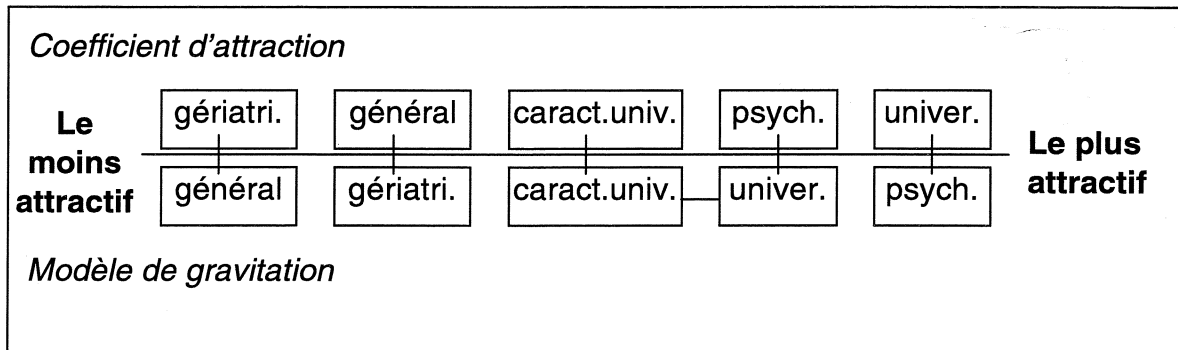 Coefficient d'attraction
gériatri. général caract.univ. psych. univer.
Le moins attractif
Le plus attractif
général gériatri. caract.univ. univer. psych.
Modèle de gravitation